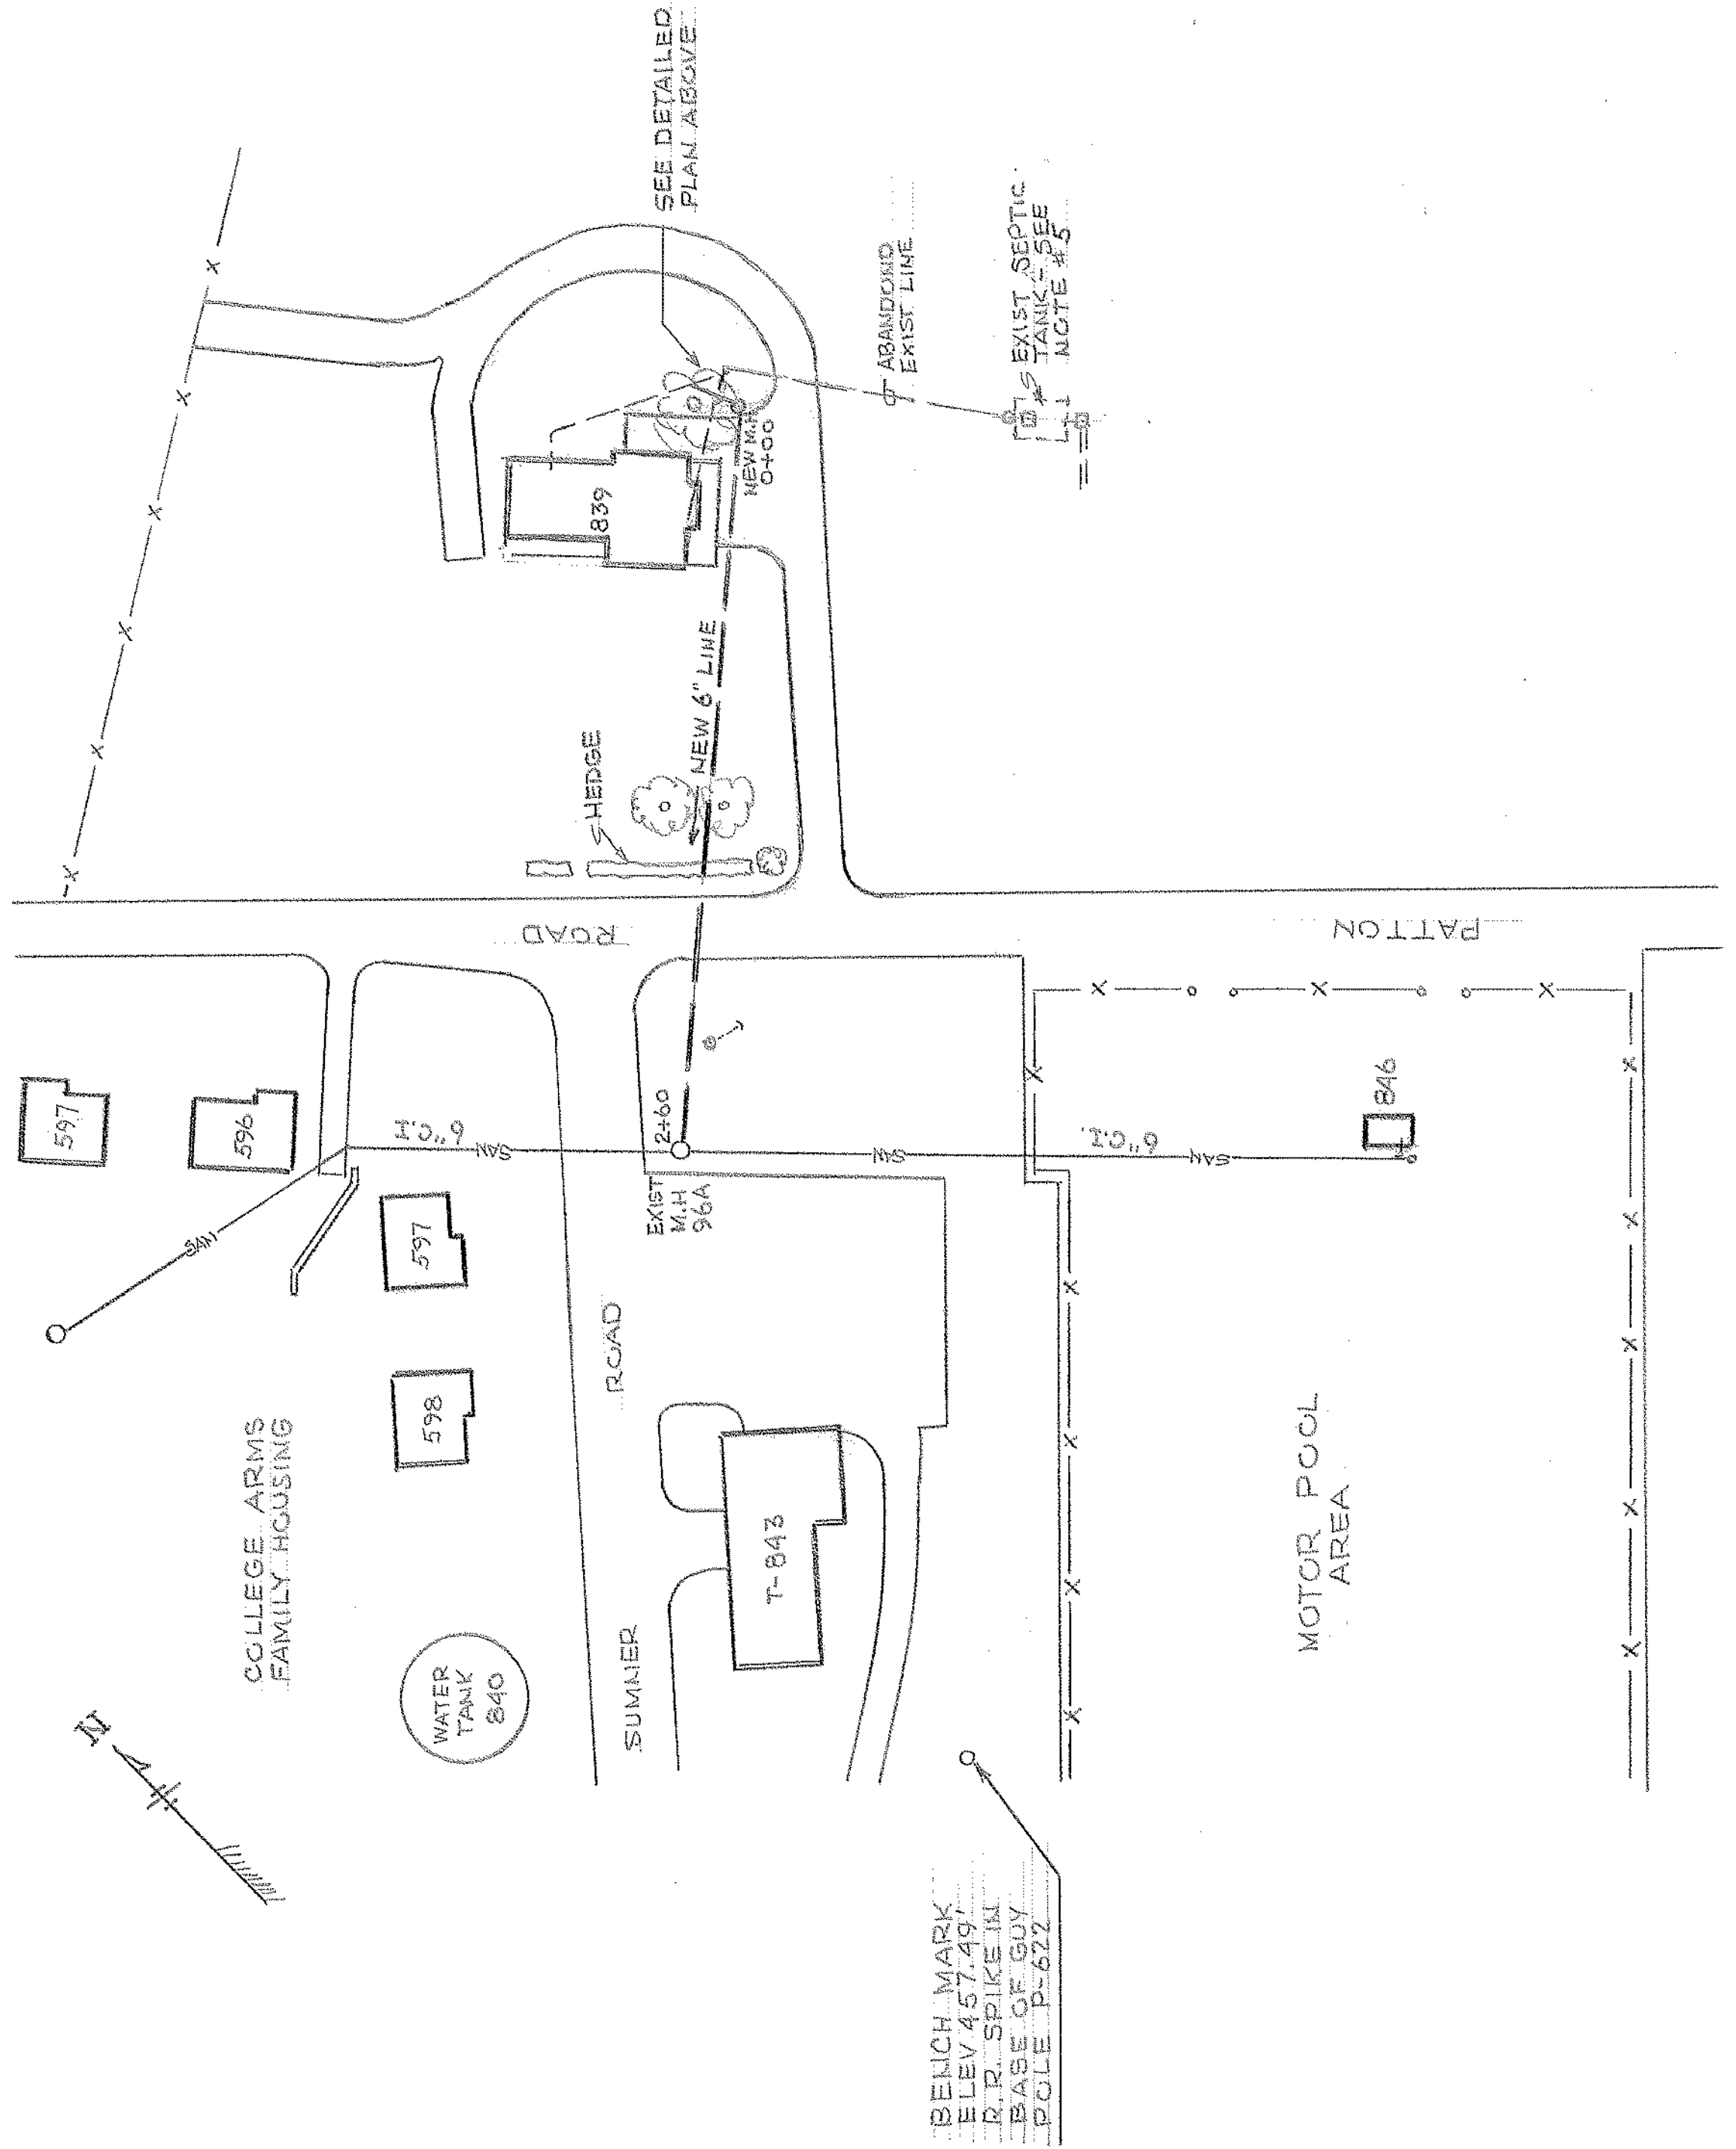 SEE DETAILED
PLAN ABOVE
ABANDOND
EXIST LINE
EXIST SEPTIC
TANK - SEE
NOTE #5
NEW M.H
0+00
839
NEW 6" LINE
HEDGE
PATTON
ROAD
597
596
6" C.I.
SAN
2+60
SAN
6" C.I.
SAN
846
EXIST
M.H
96A
SAN
597
598
ROAD
SUMNER
T-843
COLLEGE ARMS
FAMILY HOUSING
WATER
TANK
840
MOTOR POOL
AREA
N
BENCH MARK
ELEV 457.49'
R.R. SPIKE IN
BASE OF GUY
POLE P-622